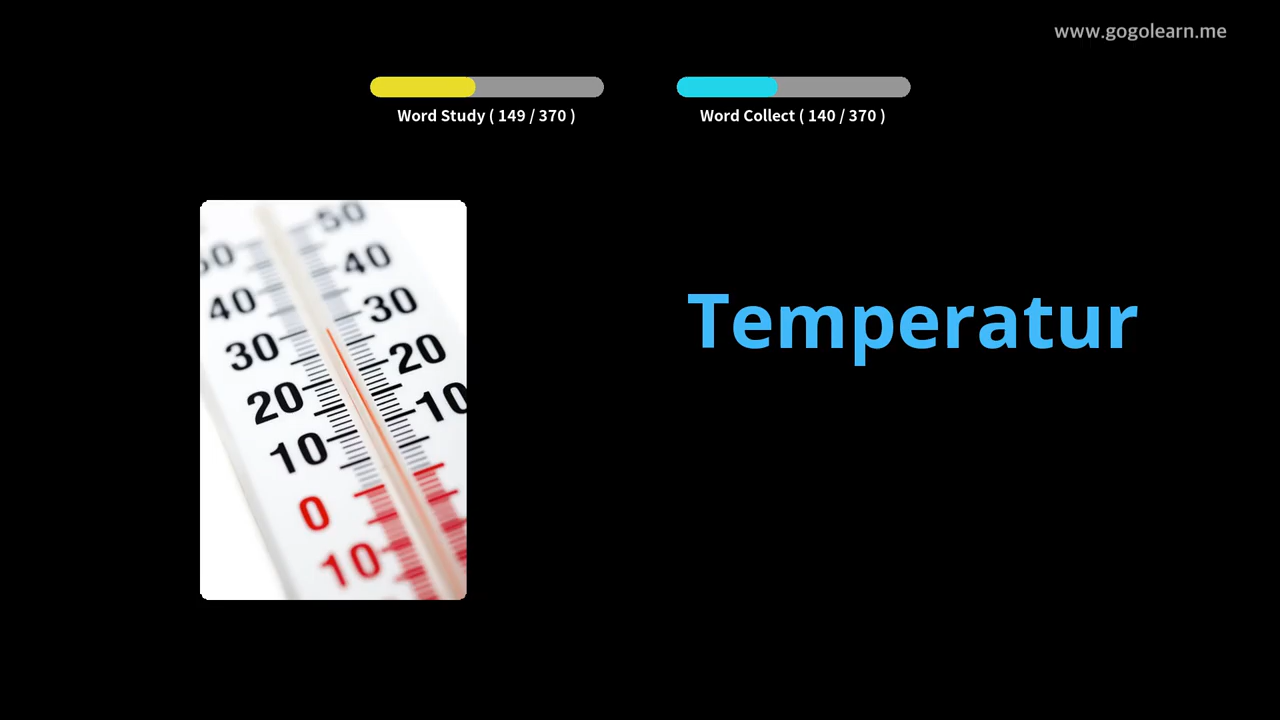 www.gogolearn.me
Word Study ( 149 / 370 )
Word Collect ( 140 / 370 )
Temperatur
50
40 40
30 30
20 20
10 10
0
10